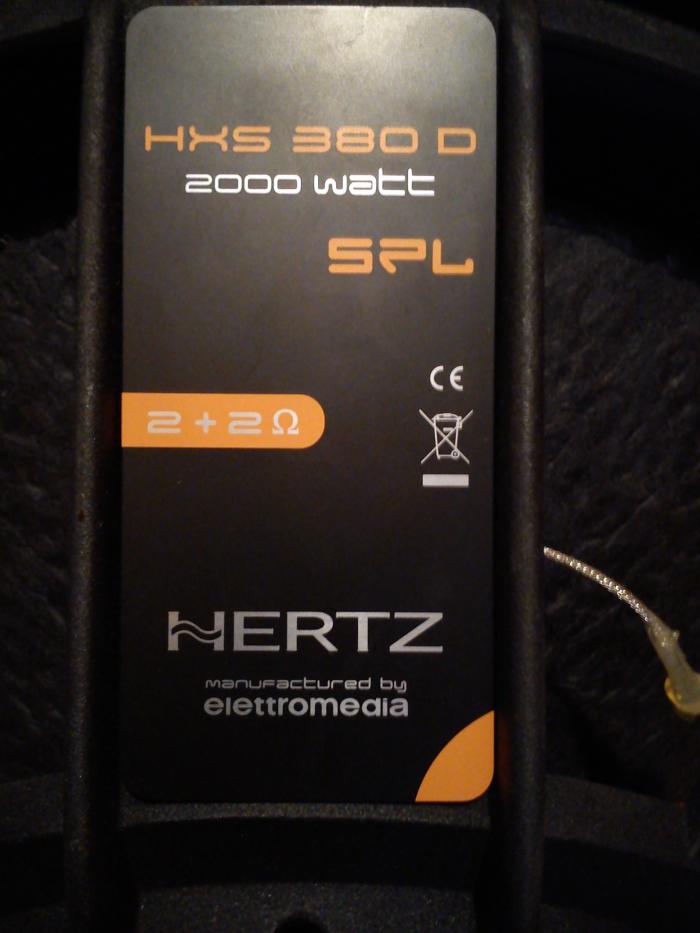 HXS 380 D
2000 watt
SPL
CE
2 + 2 Ω
HERTZ
manufactured by
elettromedia